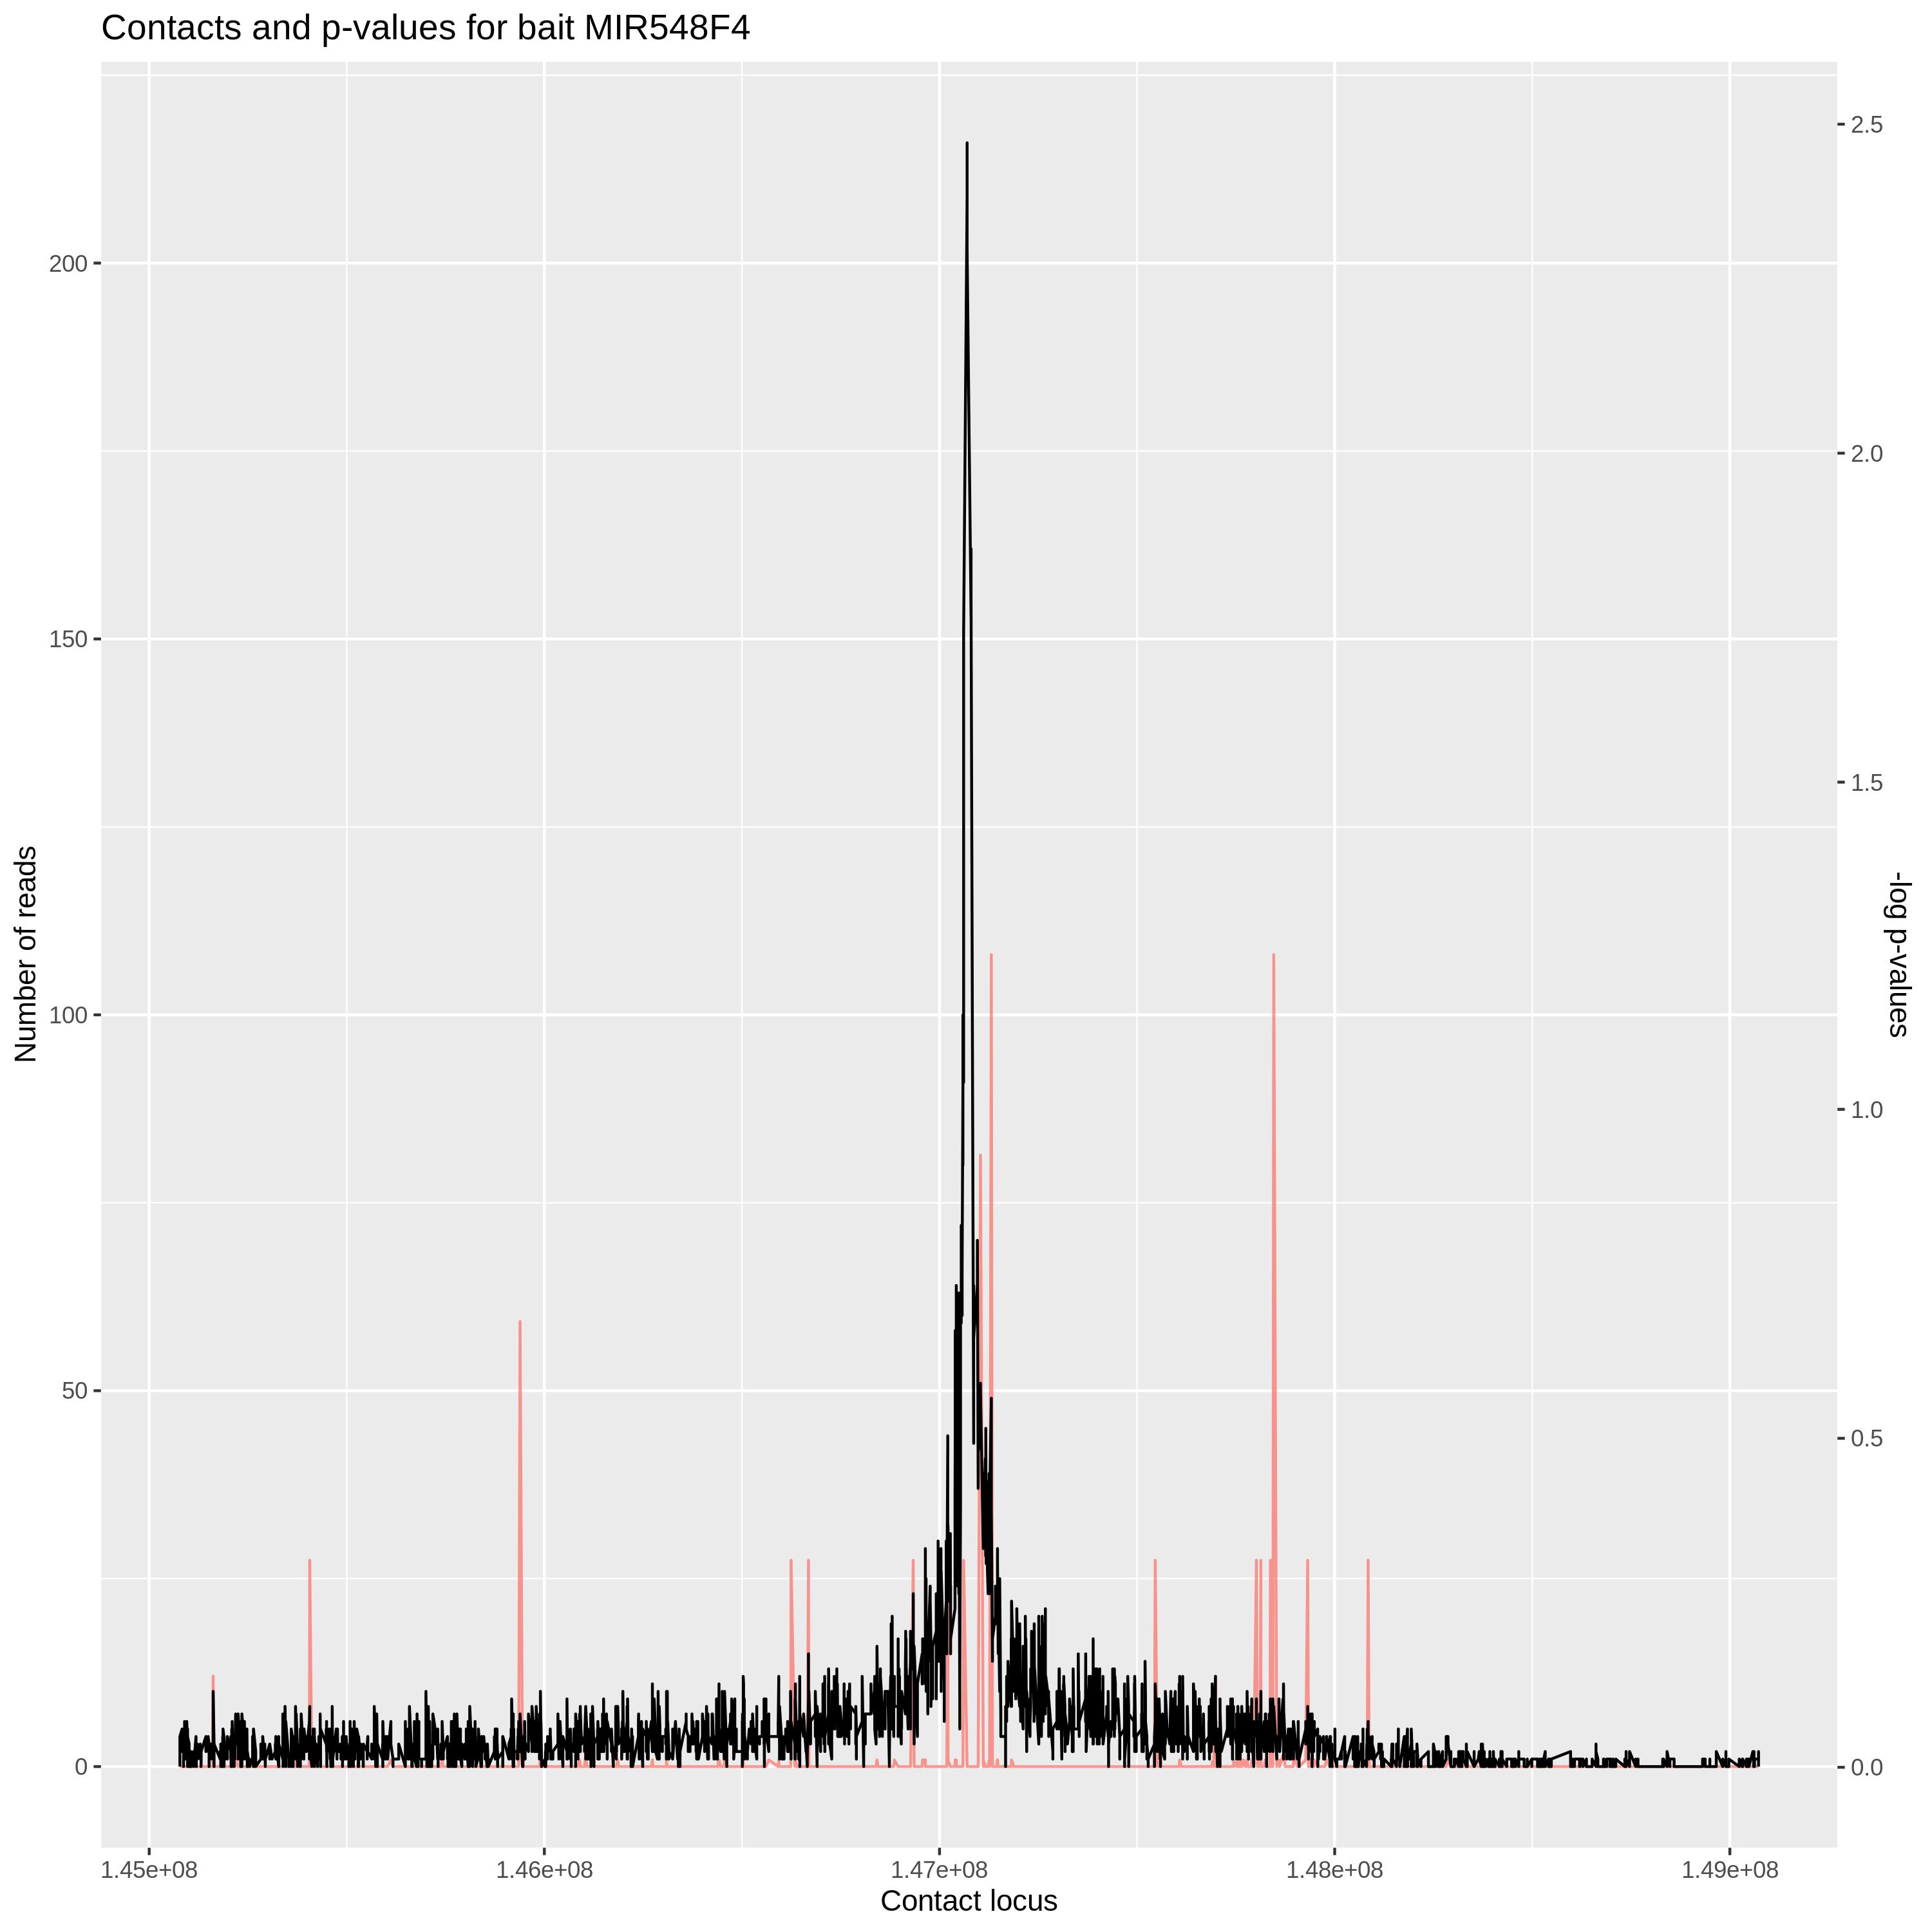 Contacts and p-values for bait MIR548F4
Number of reads
200
150
100
50
0
2.5
2.0
1.5
1.0
0.5
0.0
-log p-values
1.45e+08
1.46e+08
1.47e+08
1.48e+08
1.49e+08
Contact locus